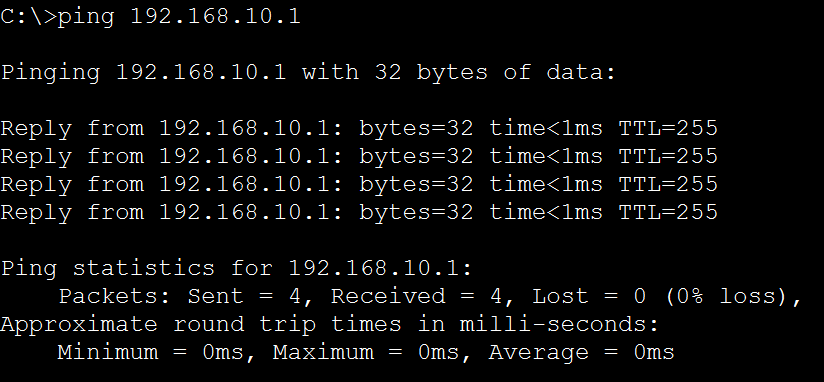 C:\>ping 192.168.10.1
Pinging 192.168.10.1 with 32 bytes of data:
Reply from 192.168.10.1: bytes=32 time<1ms TTL=255
Reply from 192.168.10.1: bytes=32 time<1ms TTL=255
Reply from 192.168.10.1: bytes=32 time<1ms TTL=255
Reply from 192.168.10.1: bytes=32 time<1ms TTL=255
Ping statistics for 192.168.10.1:
    Packets: Sent = 4, Received = 4, Lost = 0 (0% loss),
Approximate round trip times in milli-seconds:
    Minimum = 0ms, Maximum = 0ms, Average = 0ms